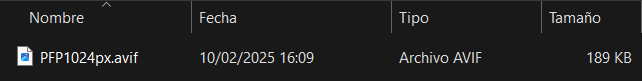 Nombre Fecha Tipo Tamaño
PFP1024px.avif 10/02/2025 16:09 Archivo AVIF 189 KB